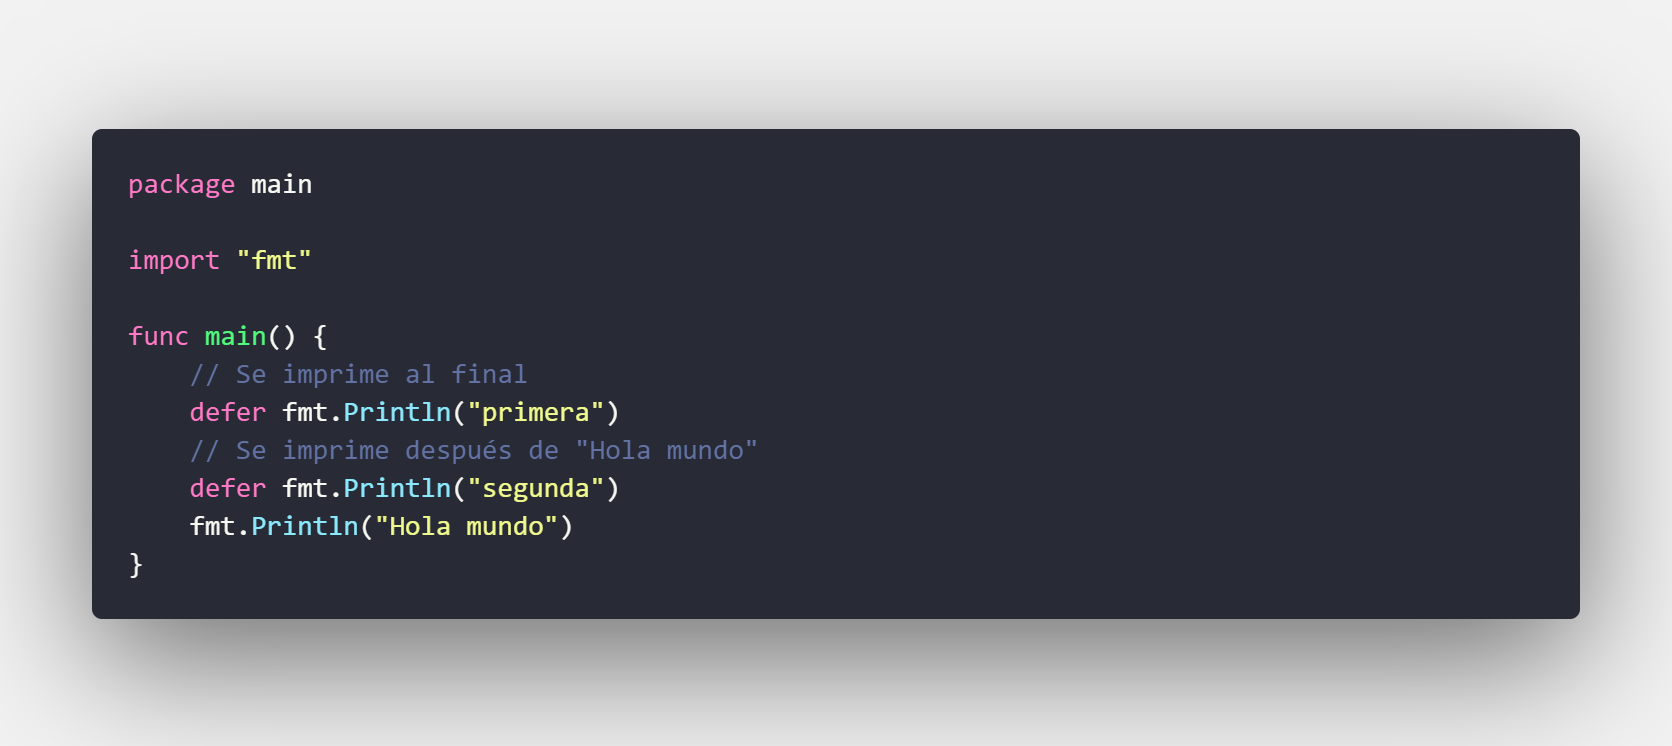 package main
import "fmt"
func main() {
    // Se imprime al final
    defer fmt.Println("primera")
    // Se imprime después de "Hola mundo"
    defer fmt.Println("segunda")
    fmt.Println("Hola mundo")
}